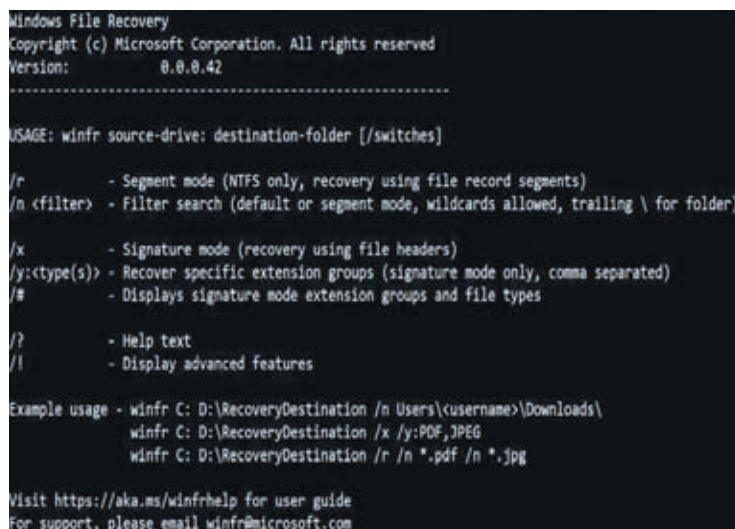 Windows File Recovery
Copyright (c) Microsoft Corporation. All rights reserved
Version: 0.0.0.42
----------------------------------------------------------
USAGE: winfr source-drive: destination-folder [/switches]
/r - Segment mode (NTFS only, recovery using file record segments)
/n <filter> - Filter search (default or segment mode, wildcards allowed, trailing \ for folder)
/x - Signature mode (recovery using file headers)
/y:<type(s)> - Recover specific extension groups (signature mode only, comma separated)
/# - Displays signature mode extension groups and file types
/? - Help text
/! - Display advanced features
Example usage - winfr C: D:\RecoveryDestination /n Users\<username>\Downloads\
winfr C: D:\RecoveryDestination /x /y:PDF,JPEG
winfr C: D:\RecoveryDestination /r /n *.pdf /n *.jpg
Visit https://aka.ms/winfrhelp for user guide
For support, please email winfr@microsoft.com